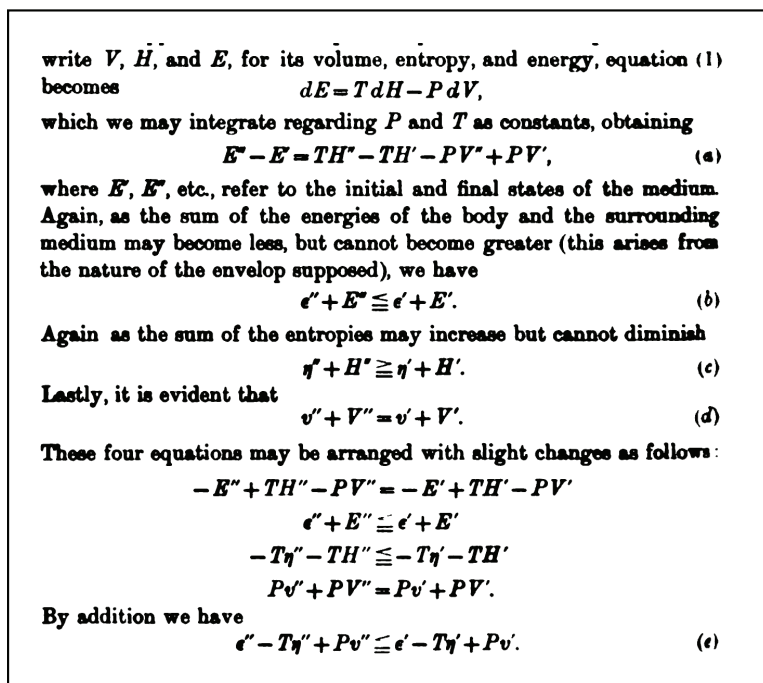 write V, H, and E, for its volume, entropy, and energy, equation (1)
becomes dE = T dH − P dV,
which we may integrate regarding P and T as constants, obtaining
E″ − E′ = TH″ − TH′ − PV″ + PV′, (a)
where E′, E″, etc., refer to the initial and final states of the medium.
Again, as the sum of the energies of the body and the surrounding
medium may become less, but cannot become greater (this arises from
the nature of the envelop supposed), we have
ϵ″ + E″ ≦ ϵ′ + E′. (b)
Again as the sum of the entropies may increase but cannot diminish
η″ + H″ ≧ η′ + H′. (c)
Lastly, it is evident that
v″ + V″ = v′ + V′. (d)
These four equations may be arranged with slight changes as follows:
−E″ + TH″ − PV″ = −E′ + TH′ − PV′
ϵ″ + E″ ≦ ϵ′ + E′
−Tη″ − TH″ ≦ −Tη′ − TH′
Pv″ + PV″ = Pv′ + PV′.
By addition we have
ϵ″ − Tη″ + Pv″ ≦ ϵ′ − Tη′ + Pv′. (e)